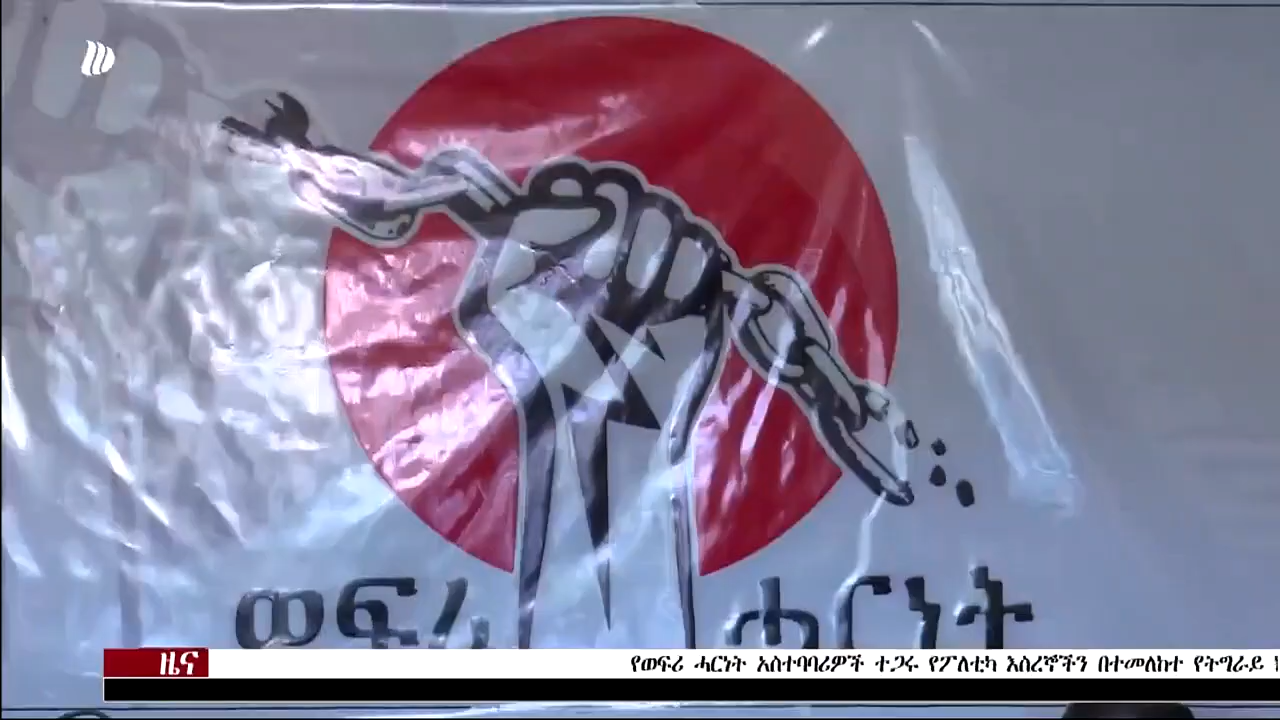 ወፍሪ ሓርነት
ዜና
የወፍሪ ሓርነት አስተባባሪዎች ተጋሩ የፖለቲካ እስረኞችን በተመለከተ የትግራይ